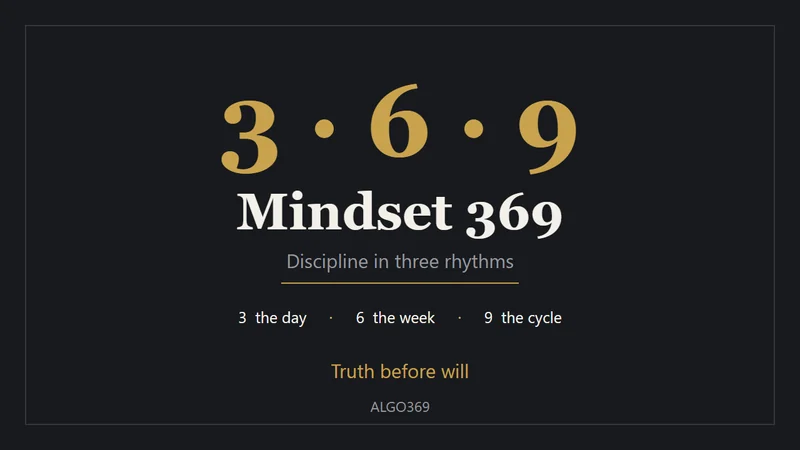 3 · 6 · 9
Mindset 369
Discipline in three rhythms
3 the day · 6 the week · 9 the cycle
Truth before will
ALGO369